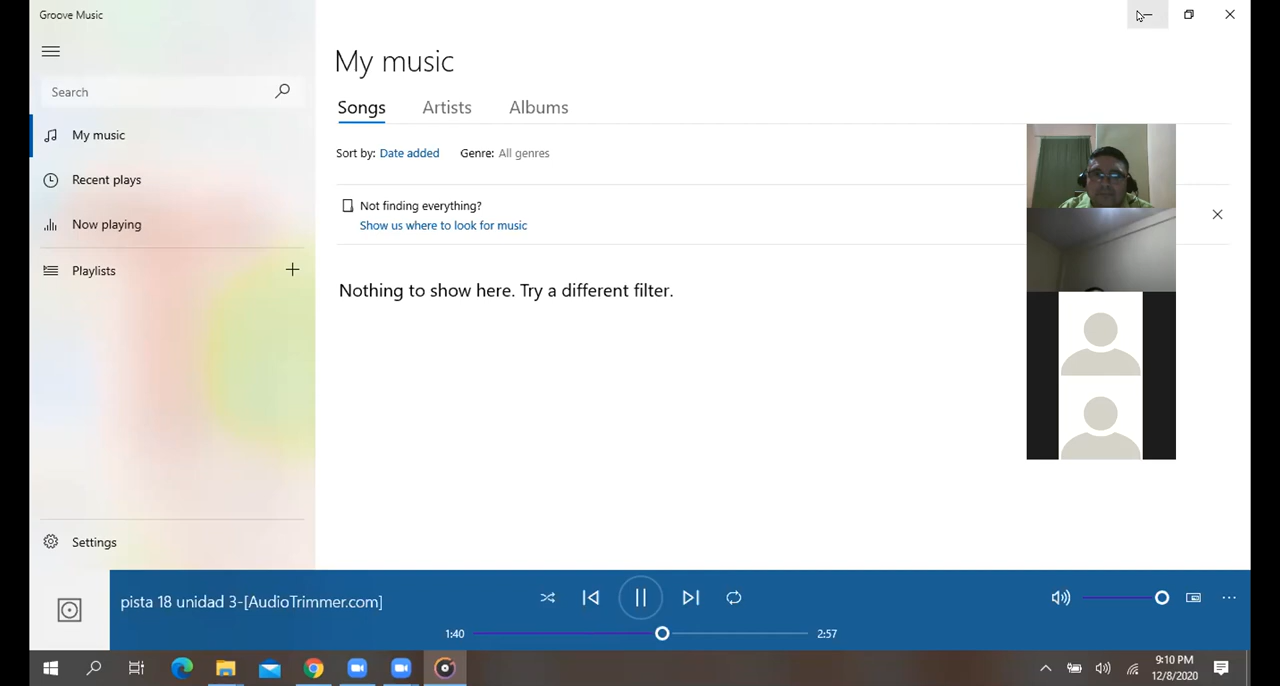 Groove Music
Search
My music
Recent plays
Now playing
Playlists
Settings
My music
Songs Artists Albums
Sort by: Date added Genre: All genres
Not finding everything?
Show us where to look for music
Nothing to show here. Try a different filter.
pista 18 unidad 3-[AudioTrimmer.com]
1:40 2:57
9:10 PM
12/8/2020